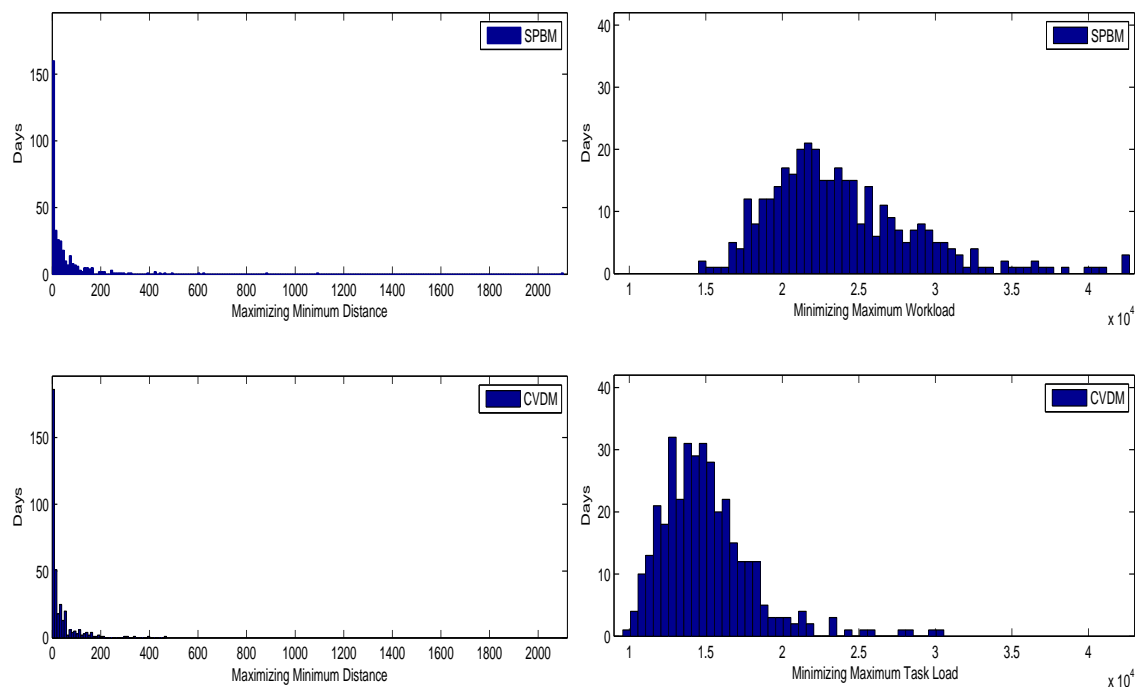 SPBM
150
100
50
0
Days
0 200 400 600 800 1000 1200 1400 1600 1800 2000
Maximizing Minimum Distance
SPBM
40
30
20
10
0
Days
1 1.5 2 2.5 3 3.5 4
Minimizing Maximum Workload
x 10^4
CVDM
150
100
50
0
Days
0 200 400 600 800 1000 1200 1400 1600 1800 2000
Maximizing Minimum Distance
CVDM
40
30
20
10
0
Days
1 1.5 2 2.5 3 3.5 4
Minimizing Maximum Task Load
x 10^4